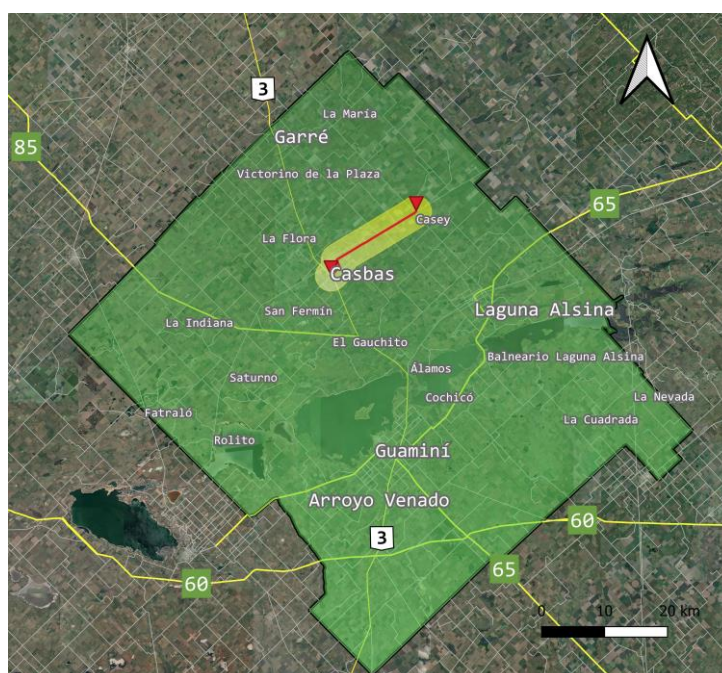 3
La María
Garré
85
Victorino de la Plaza
65
Casey
La Flora
Casbas
San Fermín
Laguna Alsina
La Indiana
El Gauchito
Balneario Laguna Alsina
Álamos
Saturno
Cochicó
La Nevada
Fatraló
La Cuadrada
Rolito
Guaminí
Arroyo Venado
60
3
65
60
0 10 20 km